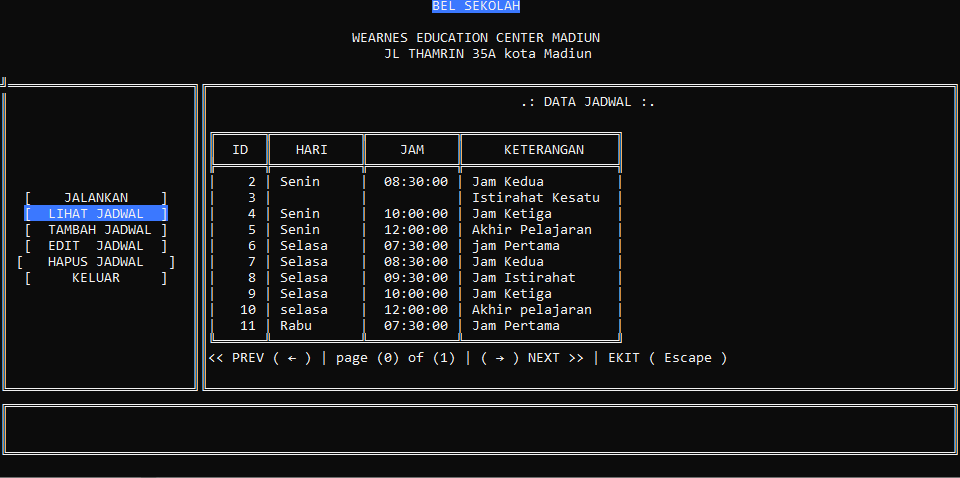 BEL SEKOLAH
WEARNES EDUCATION CENTER MADIUN
JL THAMRIN 35A kota Madiun
[ JALANKAN ]
[ LIHAT JADWAL ]
[ TAMBAH JADWAL ]
[ EDIT JADWAL ]
[ HAPUS JADWAL ]
[ KELUAR ]
.: DATA JADWAL :.
ID HARI JAM KETERANGAN
| 2 | Senin | 08:30:00 | Jam Kedua |
| 3 | | | Istirahat Kesatu |
| 4 | Senin | 10:00:00 | Jam Ketiga |
| 5 | Senin | 12:00:00 | Akhir Pelajaran |
| 6 | Selasa | 07:30:00 | jam Pertama |
| 7 | Selasa | 08:30:00 | Jam Kedua |
| 8 | Selasa | 09:30:00 | Jam Istirahat |
| 9 | Selasa | 10:00:00 | Jam Ketiga |
| 10 | selasa | 12:00:00 | Akhir pelajaran |
| 11 | Rabu | 07:30:00 | Jam Pertama |
<< PREV ( ← ) | page (0) of (1) | ( → ) NEXT >> | EKIT ( Escape )